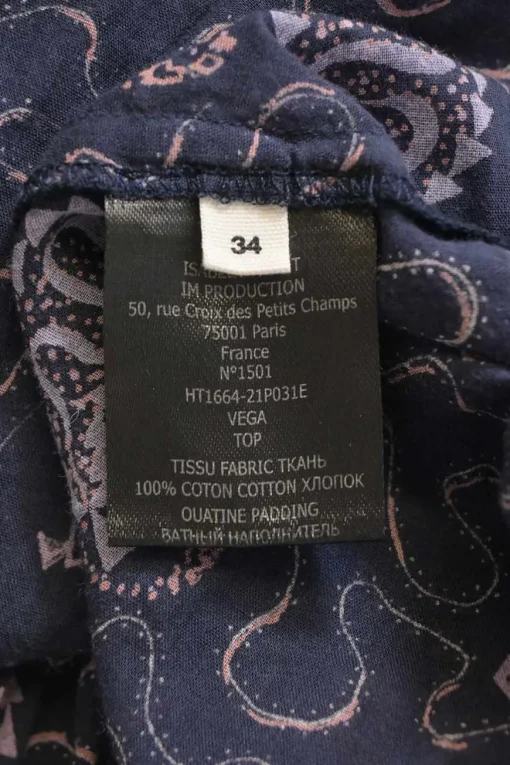 34
IM PRODUCTION
50, rue Croix des Petits Champs
75001 Paris
France
N°1501
HT1664-21P031E
VEGA
TOP
TISSU FABRIC ТКАНЬ
100% COTON COTTON ХЛОПОК
OUATINE PADDING
ВАТНЫЙ НАПОЛНИТЕЛЬ